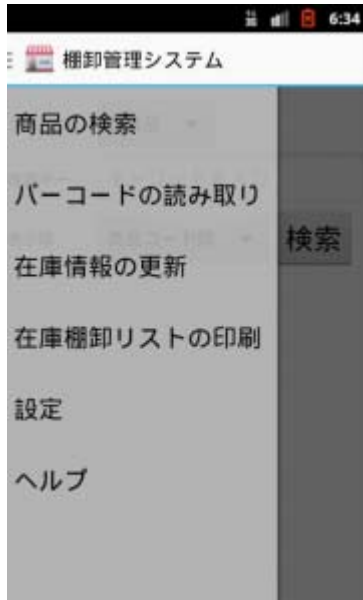 6:34
棚卸管理システム
商品の検索
バーコードの読み取り
検索
在庫情報の更新
在庫棚卸リストの印刷
設定
ヘルプ